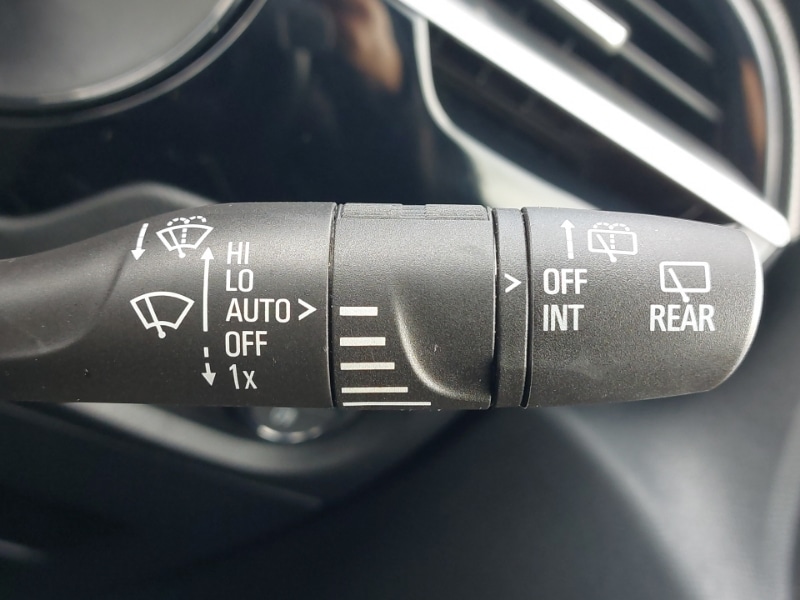 HI
LO
AUTO >
OFF
1x
> OFF
INT
REAR